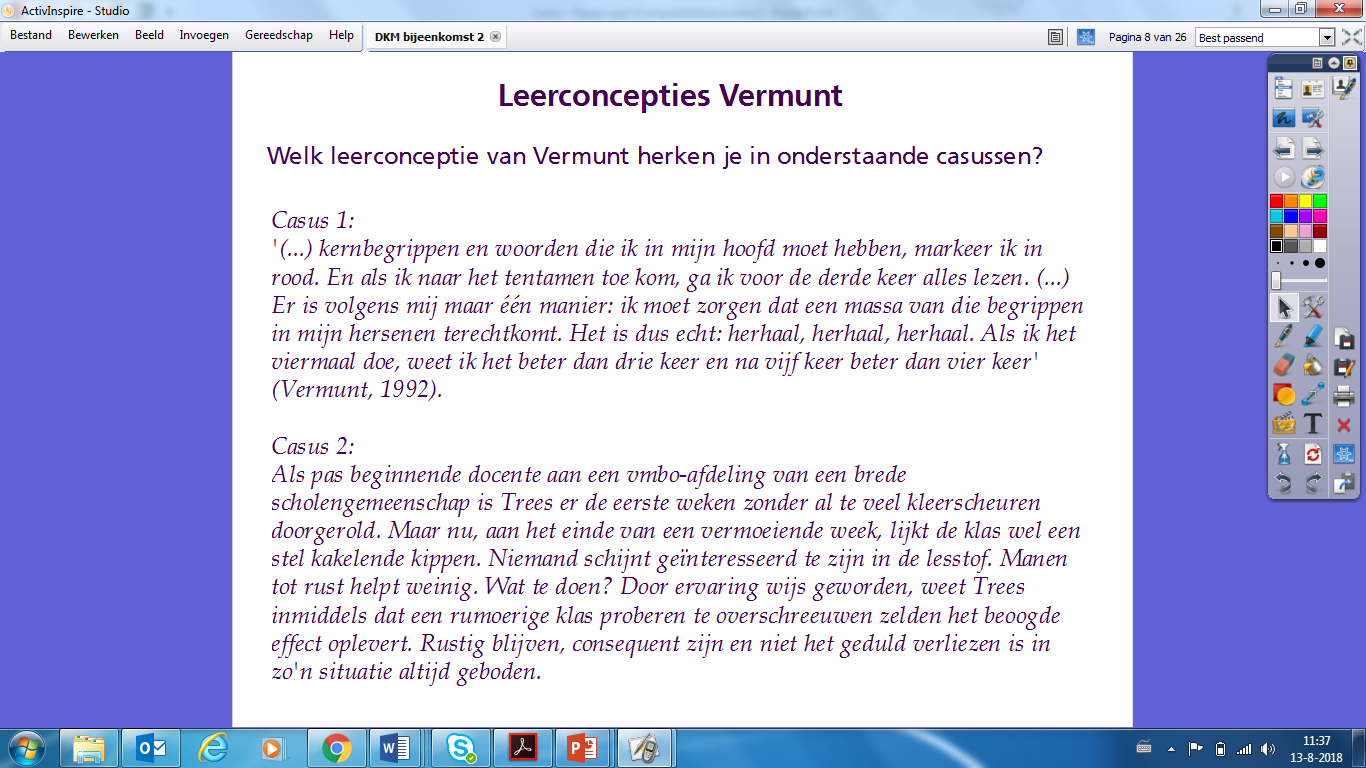 ActivInspire - Studio
Bestand Bewerken Beeld Invoegen Gereedschap Help DKM bijeenkomst 2 Pagina 8 van 26 Best passend
Leerconcepties Vermunt
Welk leerconceptie van Vermunt herken je in onderstaande casussen?
Casus 1:
'(...) kernbegrippen en woorden die ik in mijn hoofd moet hebben, markeer ik in
rood. En als ik naar het tentamen toe kom, ga ik voor de derde keer alles lezen. (...)
Er is volgens mij maar één manier: ik moet zorgen dat een massa van die begrippen
in mijn hersenen terechtkomt. Het is dus echt: herhaal, herhaal, herhaal. Als ik het
viermaal doe, weet ik het beter dan drie keer en na vijf keer beter dan vier keer'
(Vermunt, 1992).
Casus 2:
Als pas beginnende docente aan een vmbo-afdeling van een brede
scholengemeenschap is Trees er de eerste weken zonder al te veel kleerscheuren
doorgerold. Maar nu, aan het einde van een vermoeiende week, lijkt de klas wel een
stel kakelende kippen. Niemand schijnt geïnteresseerd te zijn in de lesstof. Manen
tot rust helpt weinig. Wat te doen? Door ervaring wijs geworden, weet Trees
inmiddels dat een rumoerige klas proberen te overschreeuwen zelden het beoogde
effect oplevert. Rustig blijven, consequent zijn en niet het geduld verliezen is in
zo'n situatie altijd geboden.
11:37
13-8-2018